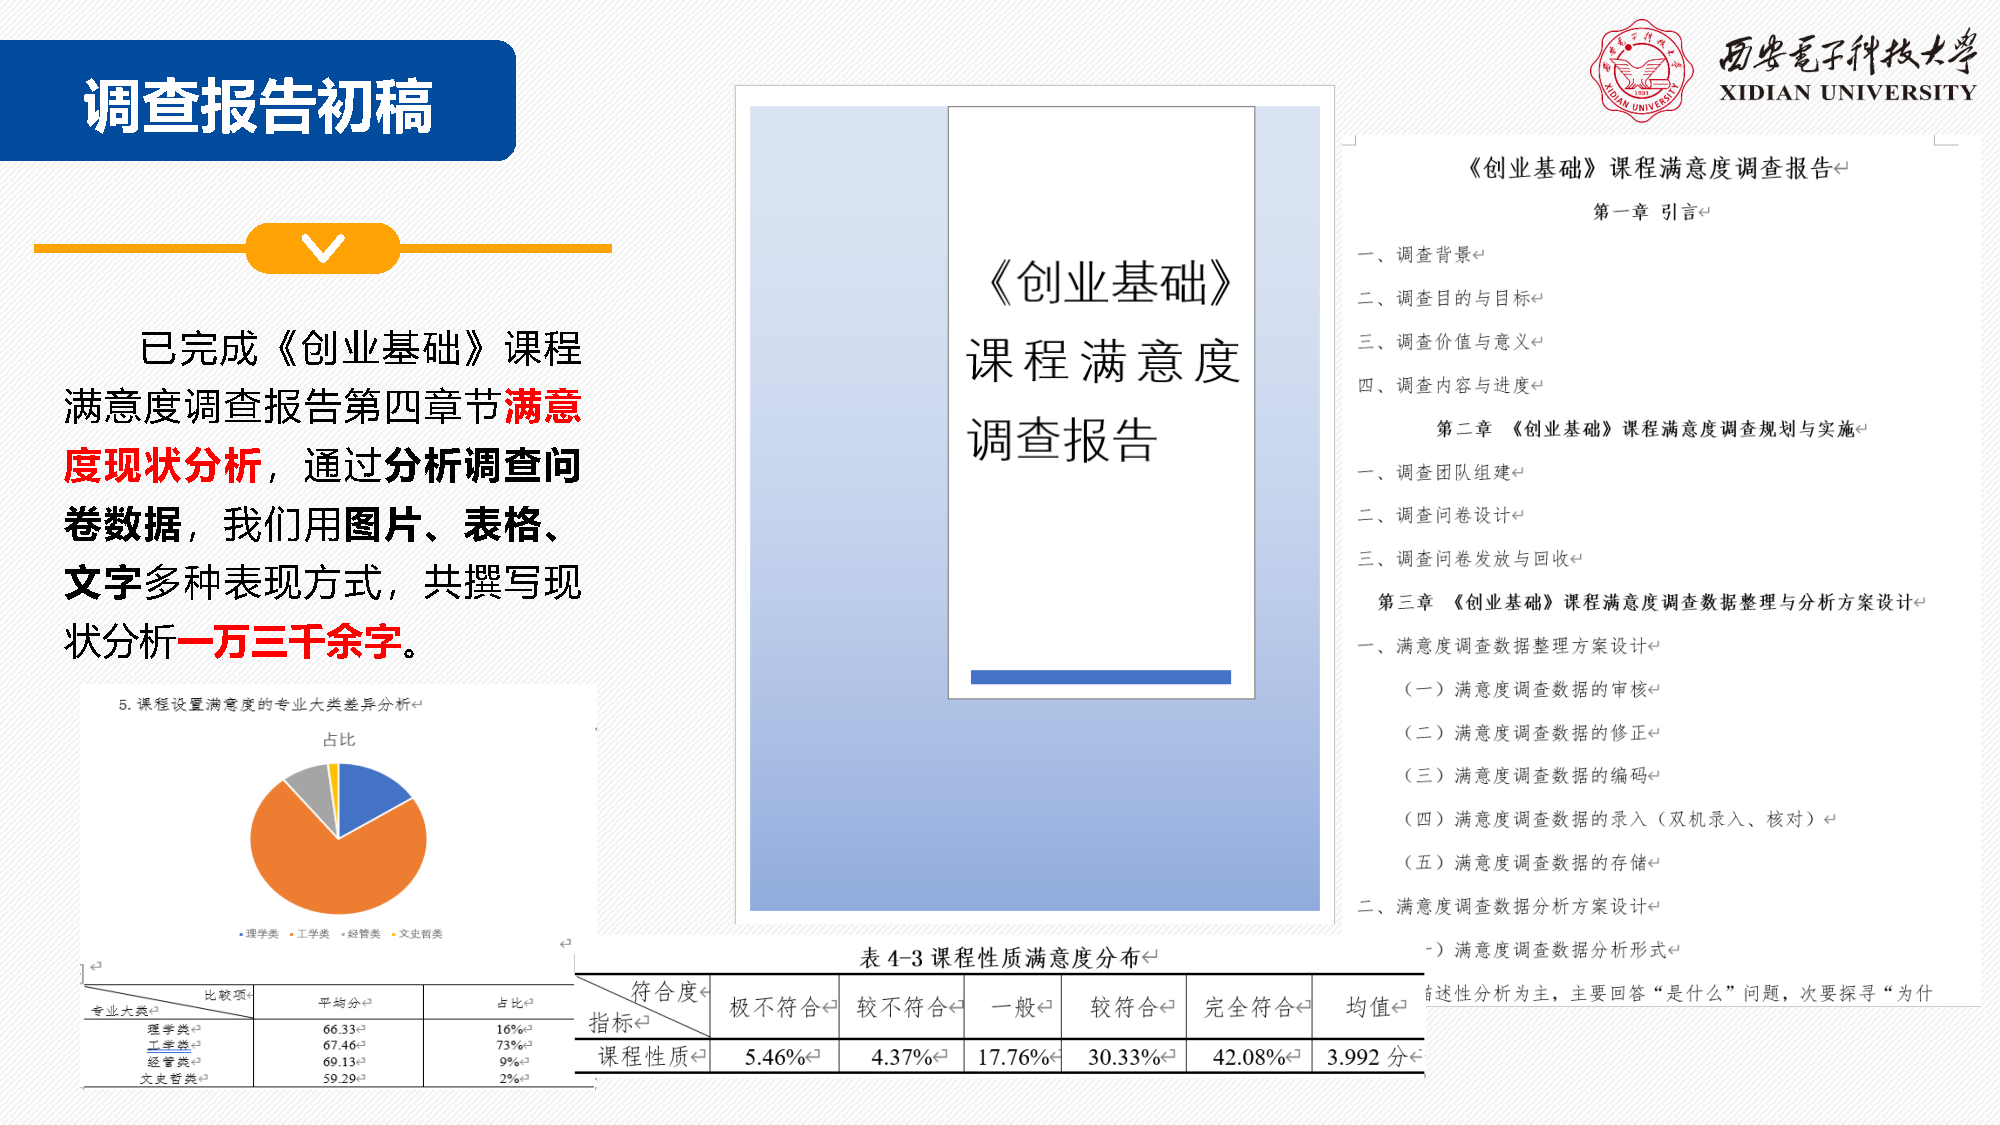 调查报告初稿
西安电子科技大学
XIDIAN UNIVERSITY
已完成《创业基础》课程
满意度调查报告第四章节满意
度现状分析，通过分析调查问
卷数据，我们用图片、表格、
文字多种表现方式，共撰写现
状分析一万三千余字。
5. 课程设置满意度的专业大类差异分析
占比
理学类 工学类 经管类 文史哲类
比较项 专业大类 平均分 占比
理学类 66.33 16%
工学类 67.46 73%
经管类 69.13 9%
文史哲类 59.29 2%
《创业基础》
课程满意度
调查报告
表 4-3 课程性质满意度分布
符合度 指标 极不符合 较不符合 一般 较符合 完全符合 均值
课程性质 5.46% 4.37% 17.76% 30.33% 42.08% 3.992 分
《创业基础》课程满意度调查报告
第一章 引言
一、调查背景
二、调查目的与目标
三、调查价值与意义
四、调查内容与进度
第二章 《创业基础》课程满意度调查规划与实施
一、调查团队组建
二、调查问卷设计
三、调查问卷发放与回收
第三章 《创业基础》课程满意度调查数据整理与分析方案设计
一、满意度调查数据整理方案设计
（一）满意度调查数据的审核
（二）满意度调查数据的修正
（三）满意度调查数据的编码
（四）满意度调查数据的录入（双机录入、核对）
（五）满意度调查数据的存储
二、满意度调查数据分析方案设计
）满意度调查数据分析形式
述性分析为主，主要回答“是什么”问题，次要探寻“为什